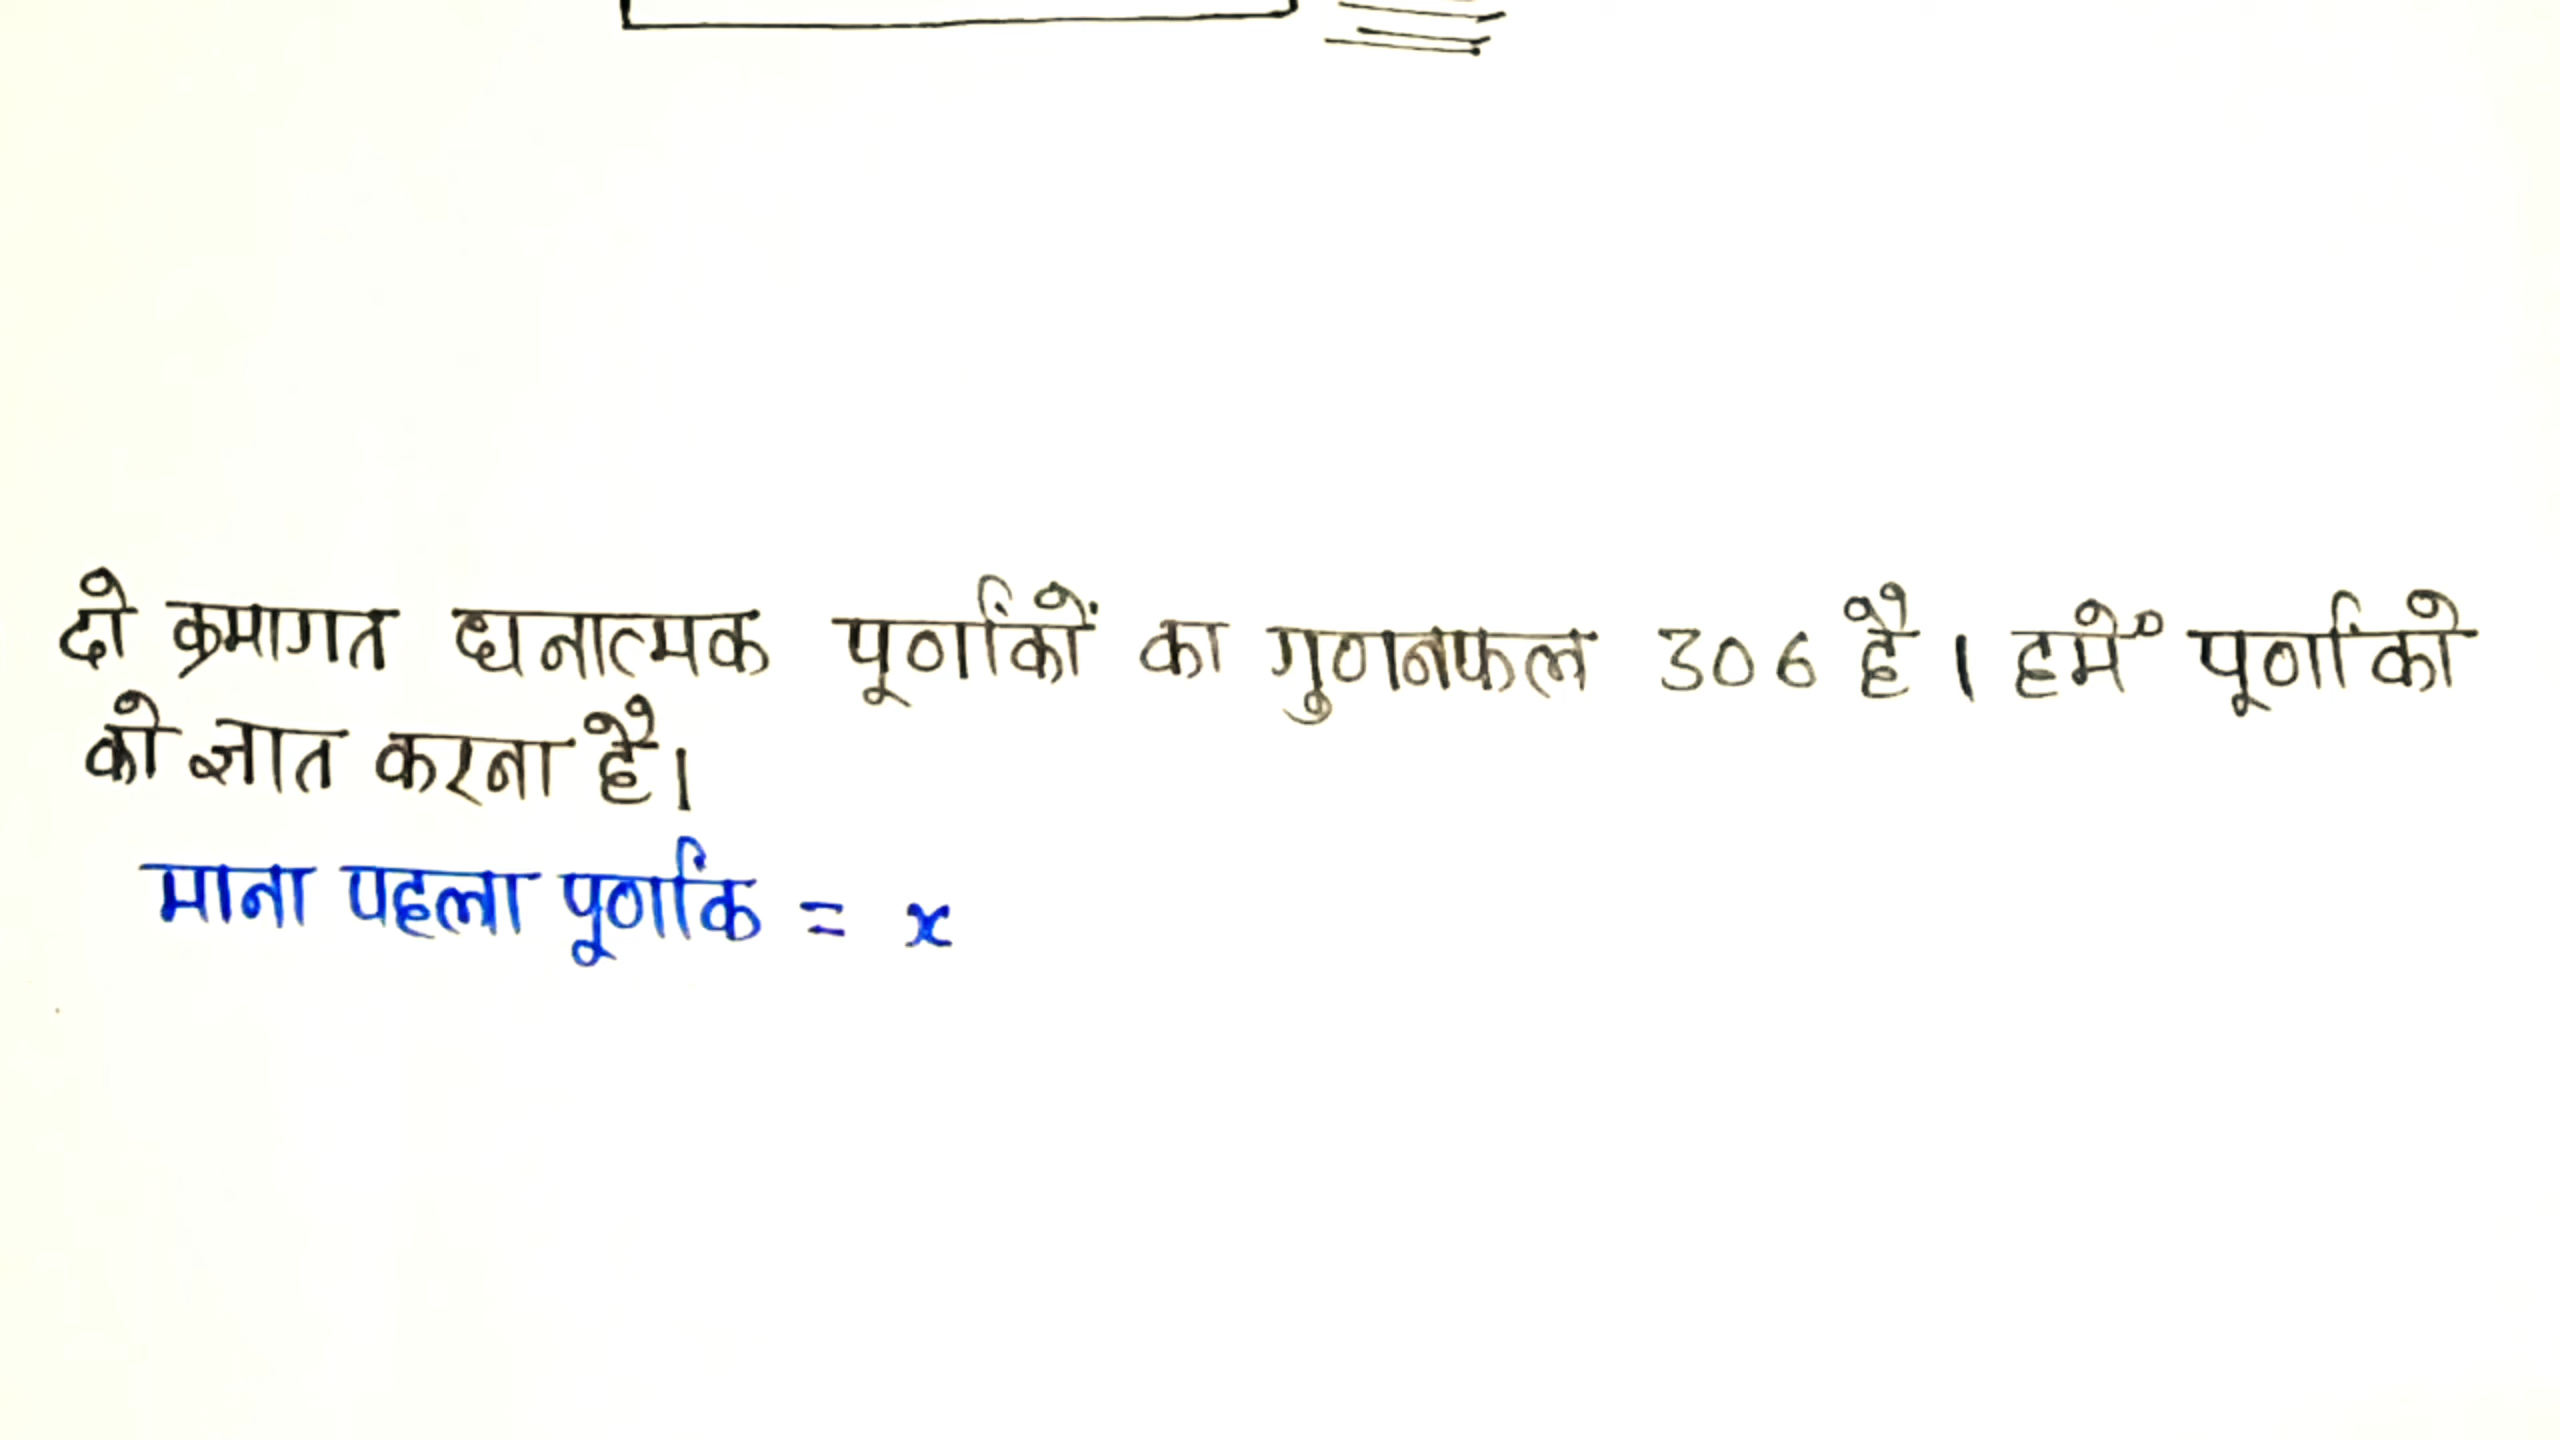 दो क्रमागत धनात्मक पूर्णांकों का गुणनफल 306 है। हमें पूर्णांको
को ज्ञात करना है।
माना पहला पूर्णांक = x